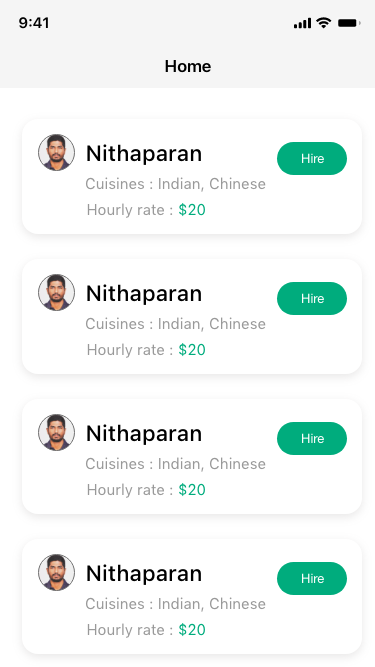 9:41
Home
Nithaparan
Hire
Cuisines : Indian, Chinese
Hourly rate : $20
Nithaparan
Hire
Cuisines : Indian, Chinese
Hourly rate : $20
Nithaparan
Hire
Cuisines : Indian, Chinese
Hourly rate : $20
Nithaparan
Hire
Cuisines : Indian, Chinese
Hourly rate : $20